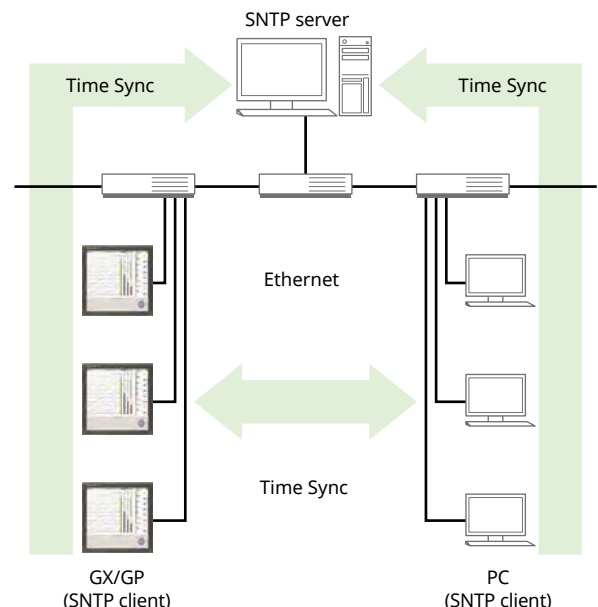 SNTP server
Time Sync
Time Sync
Ethernet
Time Sync
GX/GP
(SNTP client)
PC
(SNTP client)